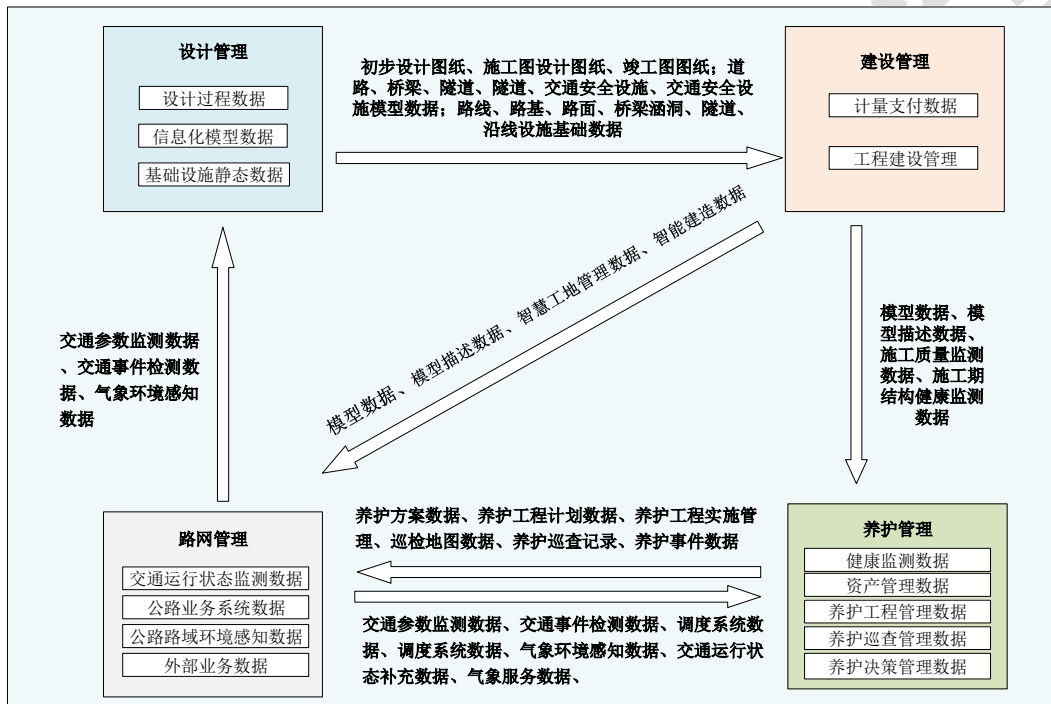 设计管理
设计过程数据
信息化模型数据
基础设施静态数据
初步设计图纸、施工图设计图纸、竣工图图纸；道
路、桥梁、隧道、隧道、交通安全设施、交通安全设
施模型数据；路线、路基、路面、桥梁涵洞、隧道、
沿线设施基础数据
建设管理
计量支付数据
工程建设管理
模型数据、模型描述数据、智慧工地管理数据、智能建造数据
交通参数监测数据
、交通事件检测数
据、气象环境感知
数据
模型数据、模
型描述数据、
施工质量监测
数据、施工期
结构健康监测
数据
路网管理
交通运行状态监测数据
公路业务系统数据
公路路域环境感知数据
外部业务数据
养护方案数据、养护工程计划数据、养护工程实施管
理、巡检地图数据、养护巡查记录、养护事件数据
交通参数监测数据、交通事件检测数据、调度系统数
据、调度系统数据、气象环境感知数据、交通运行状
态补充数据、气象服务数据、
养护管理
健康监测数据
资产管理数据
养护工程管理数据
养护巡查管理数据
养护决策管理数据